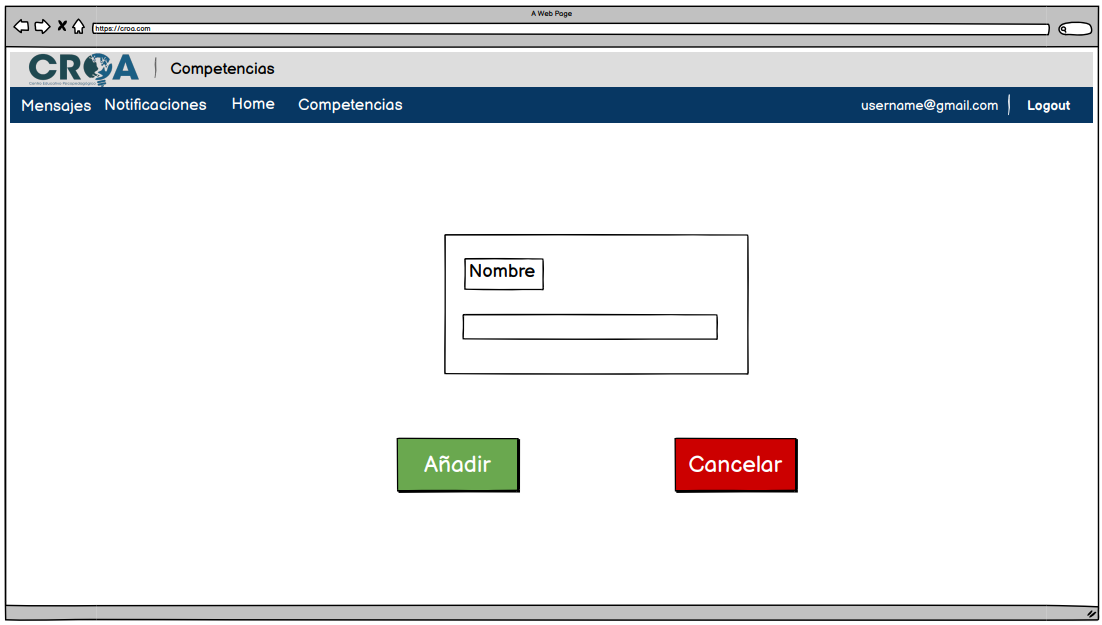 A Web Page
https://croa.com
CROA
Centro Educativo Psicopedagógico
Competencias
Mensajes Notificaciones Home Competencias username@gmail.com Logout
Nombre
Añadir Cancelar